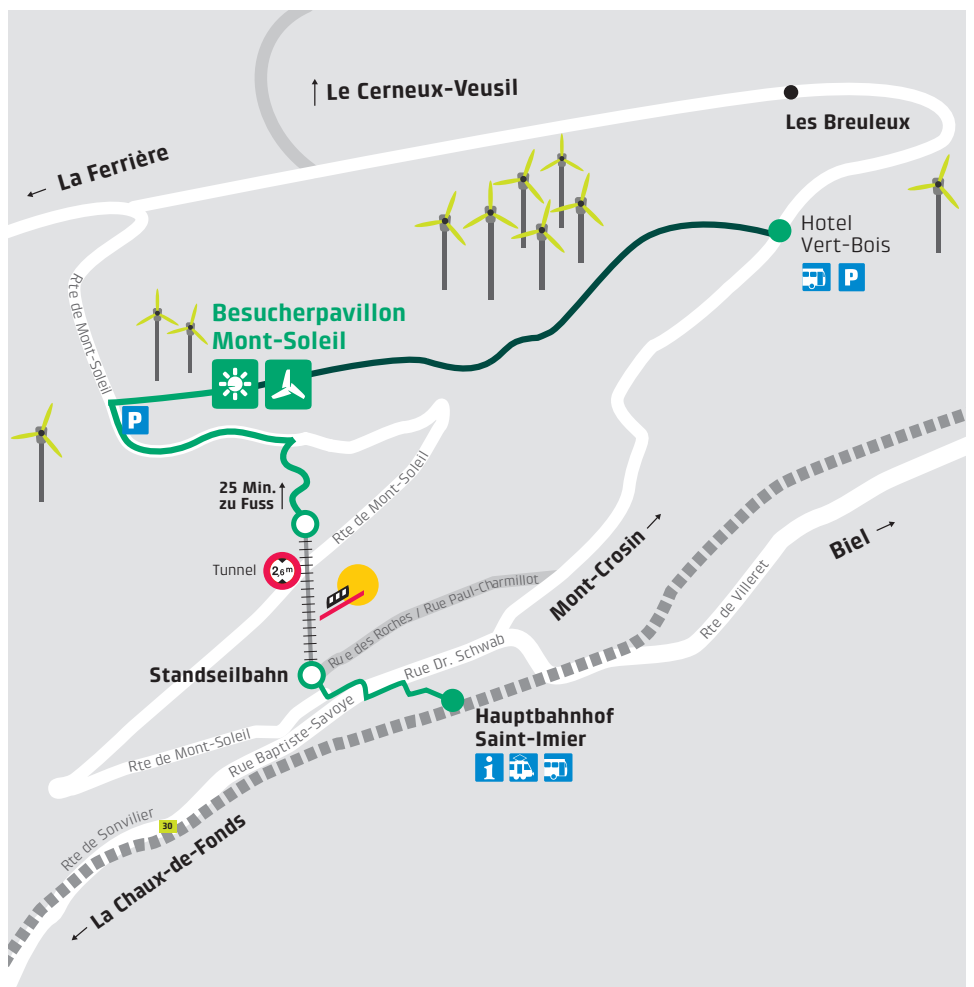 Le Cerneux-Veusil
Les Breuleux
La Ferrière
Hotel
Vert-Bois
P
Rte de Mont-Soleil
Besucherpavillon
Mont-Soleil
P
25 Min.
zu Fuss
Rte de Mont-Soleil
Tunnel
2,6 m
Mont-Crosin
Biel
Rte de Villeret
Rue des Roches / Rue Paul-Charmillot
Standseilbahn
Rue Dr. Schwab
Hauptbahnhof
Saint-Imier
i
Rte de Mont-Soleil
Rue Baptiste-Savoye
Rte de Sonvilier
30
La Chaux-de-Fonds